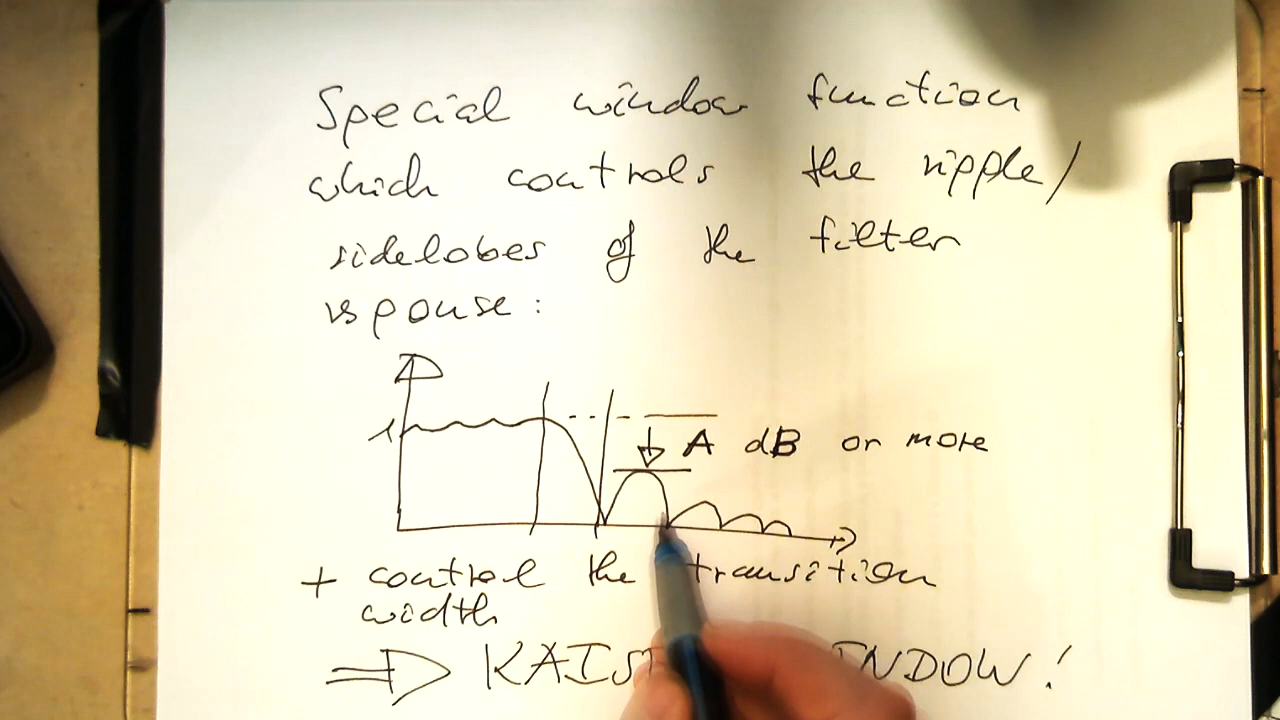 Special window function
which controls the ripple/
sidelobes of the filter
response:
1
A dB or more
+ control the transition
width
⇒ KAIS INDOW!